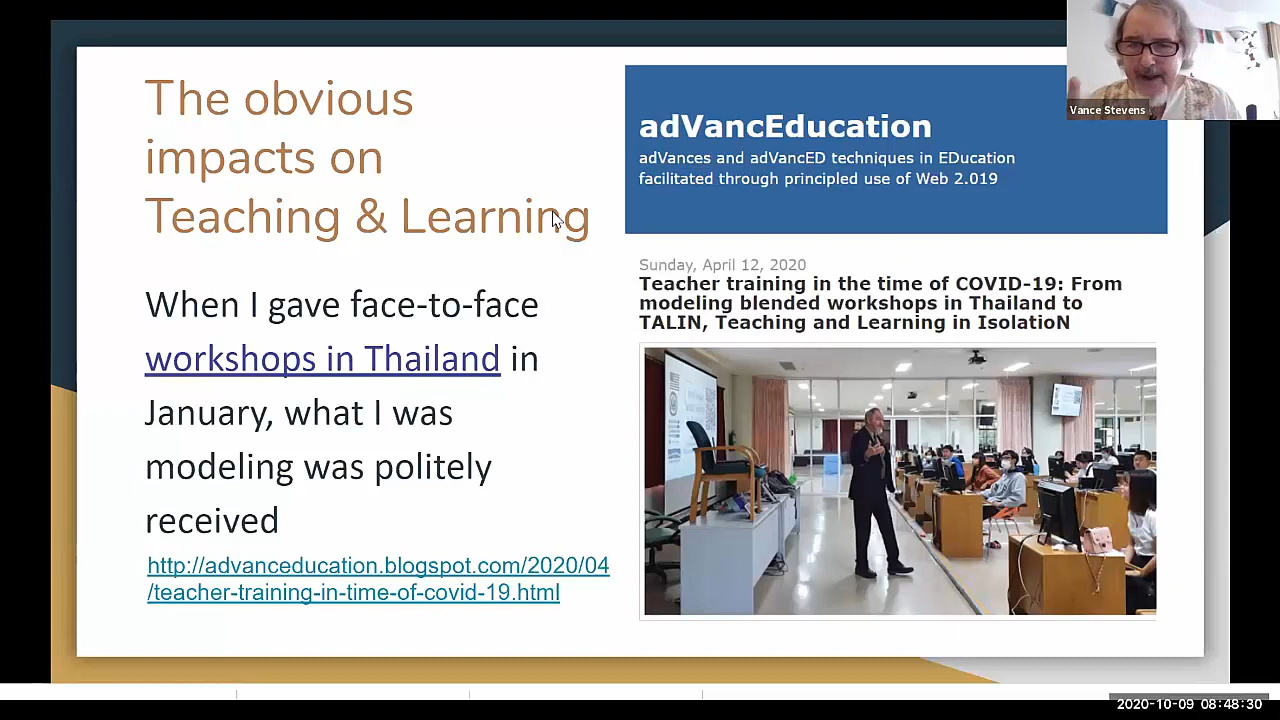 The obvious
impacts on
Teaching & Learning
When I gave face-to-face
workshops in Thailand in
January, what I was
modeling was politely
received
http://advanceducation.blogspot.com/2020/04
/teacher-training-in-time-of-covid-19.html
adVancEducation
adVances and adVancED techniques in EDucation
facilitated through principled use of Web 2.019
Sunday, April 12, 2020
Teacher training in the time of COVID-19: From
modeling blended workshops in Thailand to
TALIN, Teaching and Learning in IsolatioN
Vance Stevens
2020-10-09 08:48:30